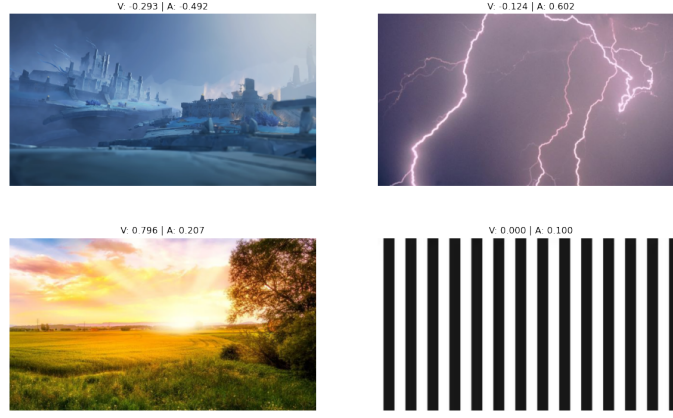 V: -0.293 | A: -0.492
V: -0.124 | A: 0.602
V: 0.796 | A: 0.207
V: 0.000 | A: 0.100